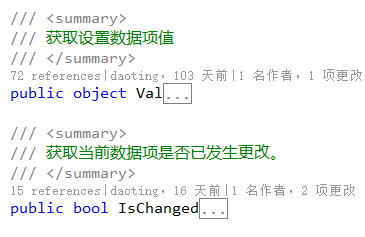 /// <summary>
/// 获取设置数据项值
/// </summary>
72 references|daoting，103 天前|1 名作者，1 项更改
public object Val...
/// <summary>
/// 获取当前数据项是否已发生更改。
/// </summary>
15 references|daoting，16 天前|1 名作者，2 项更改
public bool IsChanged...